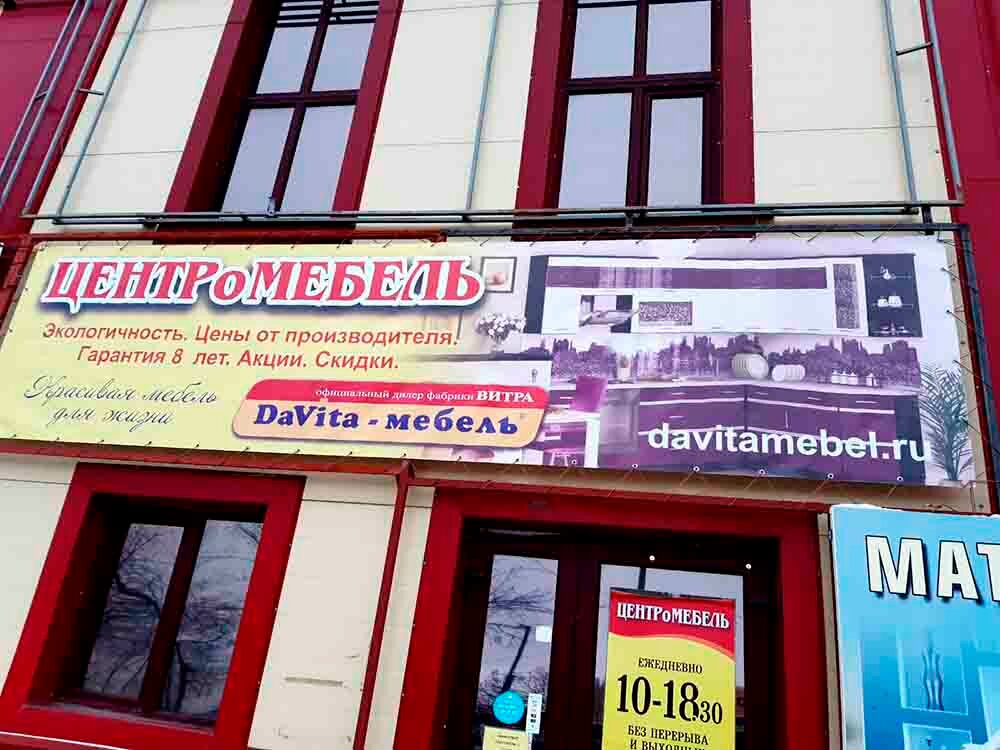 ЦЕНТРоМЕБЕЛЬ
Экологичность. Цены от производителя.
Гарантия 8 лет. Акции. Скидки.
Красивая мебель
для жизни
официальный дилер фабрики ВИТРА
DaVita - мебель
davitamebel.ru
МАТ
ЦЕНТРоМЕБЕЛЬ
ЕЖЕДНЕВНО
10-18.30
БЕЗ ПЕРЕРЫВА
И ВЫХОДНЫХ